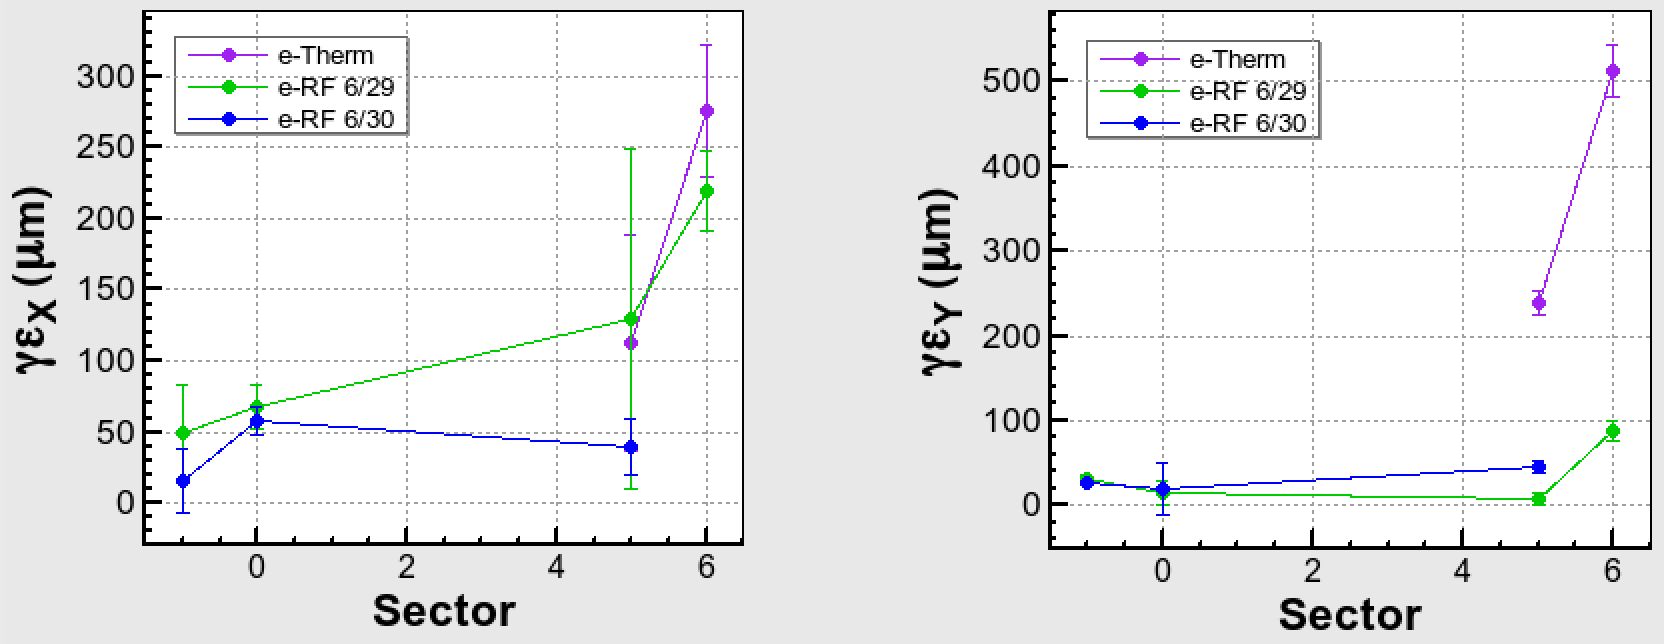 e-Therm
e-RF 6/29
e-RF 6/30
300
250
200
150
100
50
0
γεX (μm)
0 2 4 6
Sector
e-Therm
e-RF 6/29
e-RF 6/30
500
400
300
200
100
0
γεY (μm)
0 2 4 6
Sector